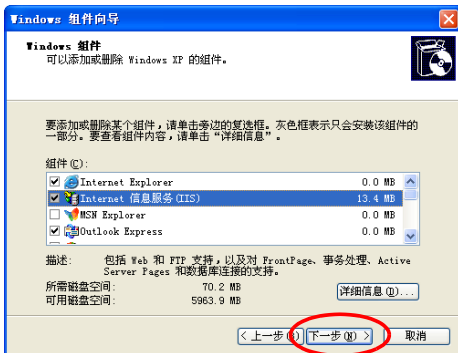 Windows 组件向导
Windows 组件
可以添加或删除 Windows XP 的组件。
要添加或删除某个组件，请单击旁边的复选框。灰色框表示只会安装该组件的
一部分。要查看组件内容，请单击“详细信息”。
组件(C):
Internet Explorer 0.0 MB
Internet 信息服务(IIS) 13.4 MB
MSN Explorer 0.0 MB
Outlook Express 0.0 MB
描述: 包括 Web 和 FTP 支持，以及对 FrontPage、事务处理、Active
Server Pages 和数据库连接的支持。
所需磁盘空间: 70.2 MB
可用磁盘空间: 5963.9 MB
详细信息(D)...
< 上一步(B) 下一步(N) > 取消